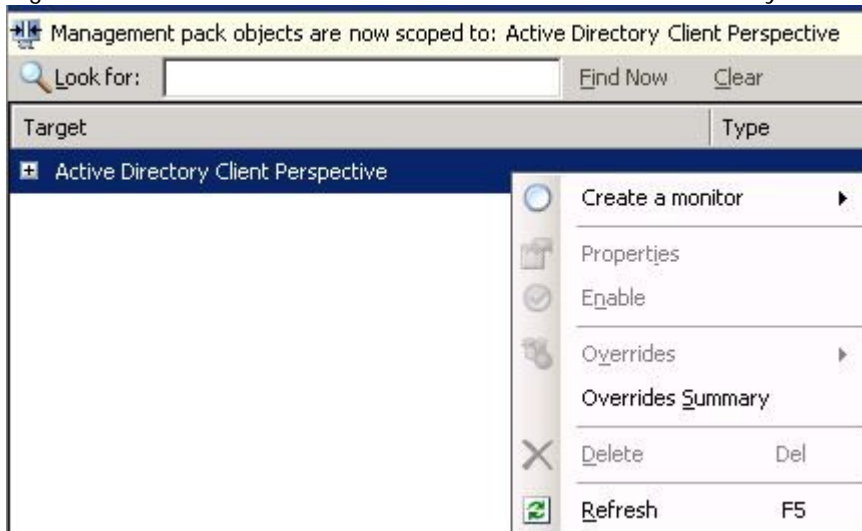 Management pack objects are now scoped to: Active Directory Client Perspective
Look for: Find Now Clear
Target Type
Active Directory Client Perspective
Create a monitor
Properties
Enable
Overrides
Overrides Summary
Delete Del
Refresh F5